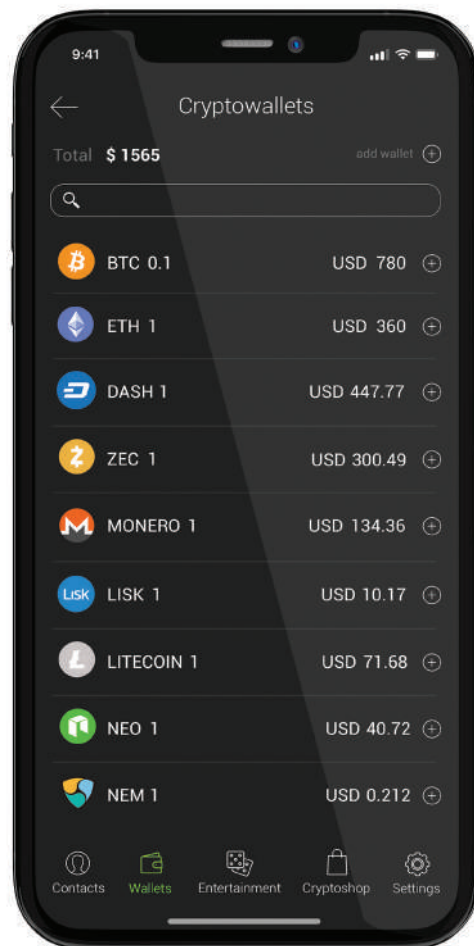 9:41
Cryptowallets
Total $ 1565 add wallet
BTC 0.1 USD 780
ETH 1 USD 360
DASH 1 USD 447.77
ZEC 1 USD 300.49
MONERO 1 USD 134.36
Lisk LISK 1 USD 10.17
LITECOIN 1 USD 71.68
NEO 1 USD 40.72
NEM 1 USD 0.212
Contacts Wallets Entertainment Cryptoshop Settings